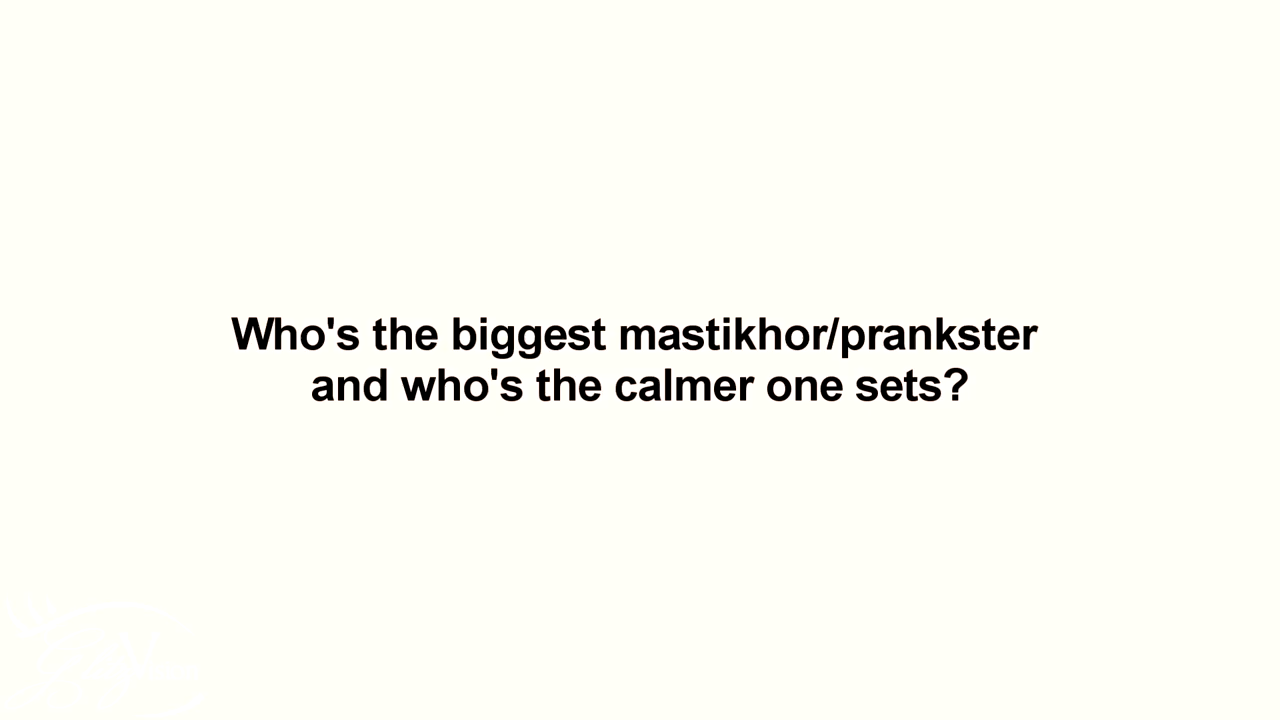 Who's the biggest mastikhor/prankster
and who's the calmer one sets?